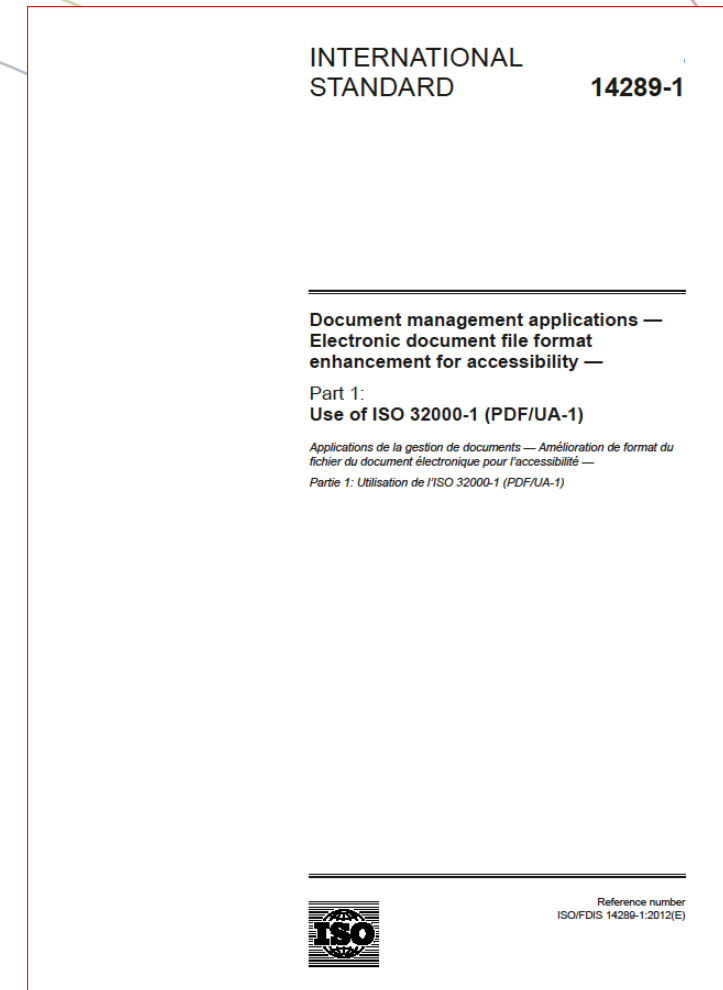 INTERNATIONAL
STANDARD
14289-1
Document management applications —
Electronic document file format
enhancement for accessibility —
Part 1:
Use of ISO 32000-1 (PDF/UA-1)
Applications de la gestion de documents — Amélioration de format du
fichier du document électronique pour l'accessibilité —
Partie 1: Utilisation de l'ISO 32000-1 (PDF/UA-1)
ISO
Reference number
ISO/FDIS 14289-1:2012(E)